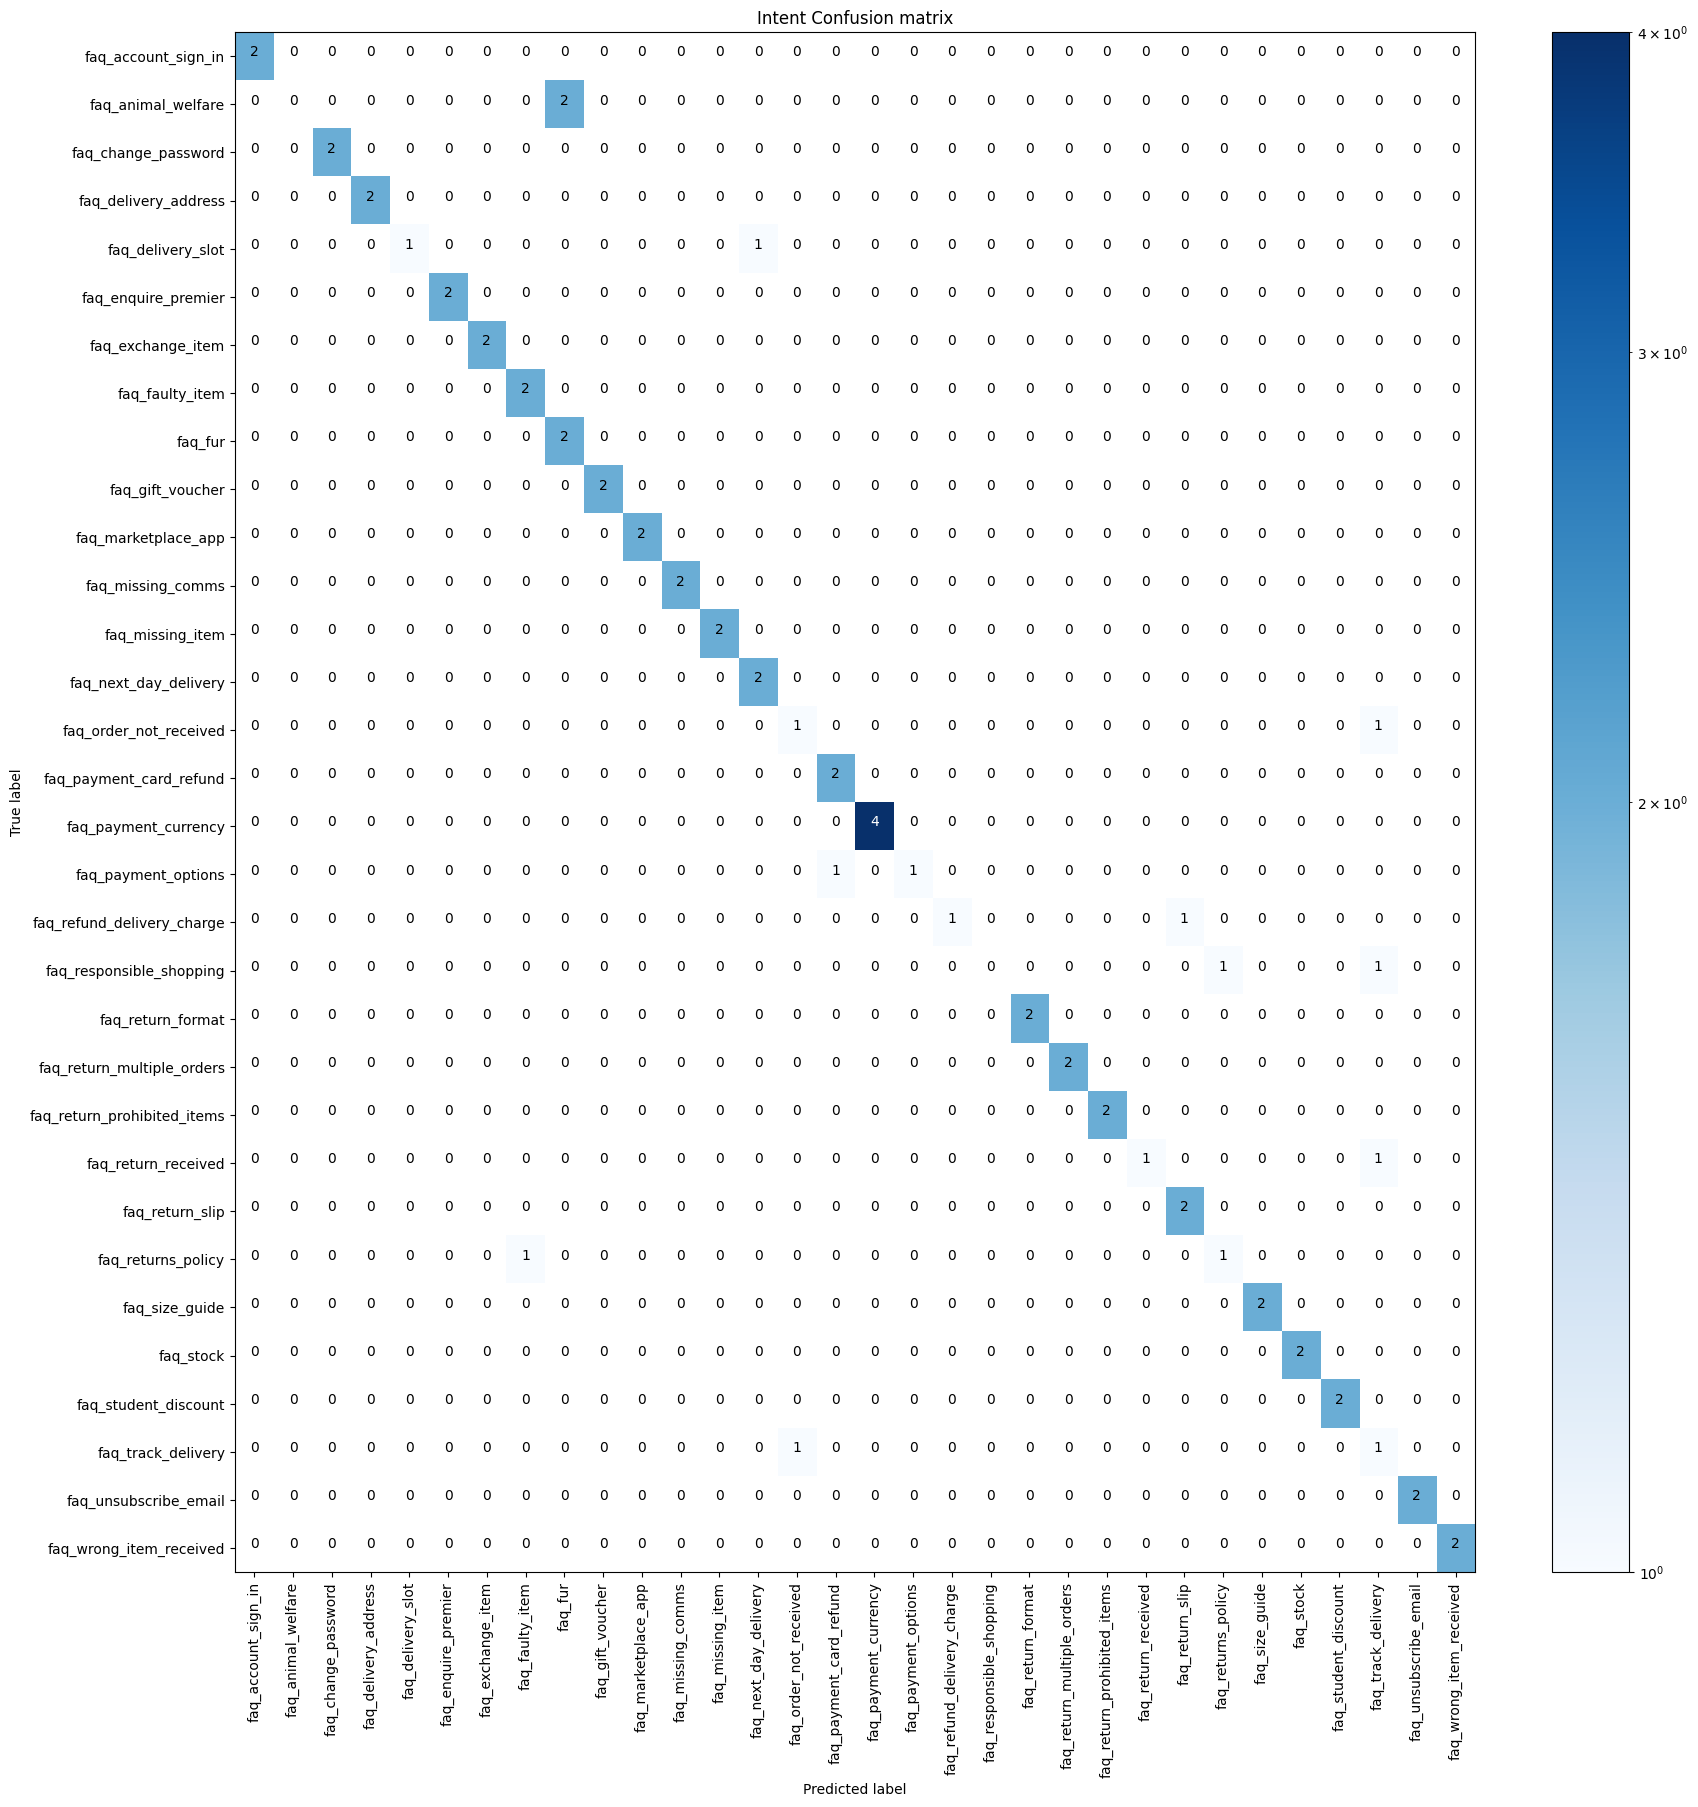 Intent Confusion matrix
faq_account_sign_in 2 0 0 0 0 0 0 0 0 0 0 0 0 0 0 0 0 0 0 0 0 0 0 0 0 0 0 0 0 0 0 0
faq_animal_welfare 0 0 0 0 0 0 0 0 2 0 0 0 0 0 0 0 0 0 0 0 0 0 0 0 0 0 0 0 0 0 0 0
faq_change_password 0 0 2 0 0 0 0 0 0 0 0 0 0 0 0 0 0 0 0 0 0 0 0 0 0 0 0 0 0 0 0 0
faq_delivery_address 0 0 0 2 0 0 0 0 0 0 0 0 0 0 0 0 0 0 0 0 0 0 0 0 0 0 0 0 0 0 0 0
faq_delivery_slot 0 0 0 0 1 0 0 0 0 0 0 0 0 1 0 0 0 0 0 0 0 0 0 0 0 0 0 0 0 0 0 0
faq_enquire_premier 0 0 0 0 0 2 0 0 0 0 0 0 0 0 0 0 0 0 0 0 0 0 0 0 0 0 0 0 0 0 0 0
faq_exchange_item 0 0 0 0 0 0 2 0 0 0 0 0 0 0 0 0 0 0 0 0 0 0 0 0 0 0 0 0 0 0 0 0
faq_faulty_item 0 0 0 0 0 0 0 2 0 0 0 0 0 0 0 0 0 0 0 0 0 0 0 0 0 0 0 0 0 0 0 0
faq_fur 0 0 0 0 0 0 0 0 2 0 0 0 0 0 0 0 0 0 0 0 0 0 0 0 0 0 0 0 0 0 0 0
faq_gift_voucher 0 0 0 0 0 0 0 0 0 2 0 0 0 0 0 0 0 0 0 0 0 0 0 0 0 0 0 0 0 0 0 0
faq_marketplace_app 0 0 0 0 0 0 0 0 0 0 2 0 0 0 0 0 0 0 0 0 0 0 0 0 0 0 0 0 0 0 0 0
faq_missing_comms 0 0 0 0 0 0 0 0 0 0 0 2 0 0 0 0 0 0 0 0 0 0 0 0 0 0 0 0 0 0 0 0
faq_missing_item 0 0 0 0 0 0 0 0 0 0 0 0 2 0 0 0 0 0 0 0 0 0 0 0 0 0 0 0 0 0 0 0
faq_next_day_delivery 0 0 0 0 0 0 0 0 0 0 0 0 0 2 0 0 0 0 0 0 0 0 0 0 0 0 0 0 0 0 0 0
faq_order_not_received 0 0 0 0 0 0 0 0 0 0 0 0 0 0 1 0 0 0 0 0 0 0 0 0 0 0 0 0 0 1 0 0
faq_payment_card_refund 0 0 0 0 0 0 0 0 0 0 0 0 0 0 0 2 0 0 0 0 0 0 0 0 0 0 0 0 0 0 0 0
faq_payment_currency 0 0 0 0 0 0 0 0 0 0 0 0 0 0 0 0 4 0 0 0 0 0 0 0 0 0 0 0 0 0 0 0
faq_payment_options 0 0 0 0 0 0 0 0 0 0 0 0 0 0 0 1 0 1 0 0 0 0 0 0 0 0 0 0 0 0 0 0
faq_refund_delivery_charge 0 0 0 0 0 0 0 0 0 0 0 0 0 0 0 0 0 0 1 0 0 0 0 0 1 0 0 0 0 0 0 0
faq_responsible_shopping 0 0 0 0 0 0 0 0 0 0 0 0 0 0 0 0 0 0 0 0 0 0 0 0 0 1 0 0 0 1 0 0
faq_return_format 0 0 0 0 0 0 0 0 0 0 0 0 0 0 0 0 0 0 0 0 2 0 0 0 0 0 0 0 0 0 0 0
faq_return_multiple_orders 0 0 0 0 0 0 0 0 0 0 0 0 0 0 0 0 0 0 0 0 0 2 0 0 0 0 0 0 0 0 0 0
faq_return_prohibited_items 0 0 0 0 0 0 0 0 0 0 0 0 0 0 0 0 0 0 0 0 0 0 2 0 0 0 0 0 0 0 0 0
faq_return_received 0 0 0 0 0 0 0 0 0 0 0 0 0 0 0 0 0 0 0 0 0 0 0 1 0 0 0 0 0 1 0 0
faq_return_slip 0 0 0 0 0 0 0 0 0 0 0 0 0 0 0 0 0 0 0 0 0 0 0 0 2 0 0 0 0 0 0 0
faq_returns_policy 0 0 0 0 0 0 0 1 0 0 0 0 0 0 0 0 0 0 0 0 0 0 0 0 0 1 0 0 0 0 0 0
faq_size_guide 0 0 0 0 0 0 0 0 0 0 0 0 0 0 0 0 0 0 0 0 0 0 0 0 0 0 2 0 0 0 0 0
faq_stock 0 0 0 0 0 0 0 0 0 0 0 0 0 0 0 0 0 0 0 0 0 0 0 0 0 0 0 2 0 0 0 0
faq_student_discount 0 0 0 0 0 0 0 0 0 0 0 0 0 0 0 0 0 0 0 0 0 0 0 0 0 0 0 0 2 0 0 0
faq_track_delivery 0 0 0 0 0 0 0 0 0 0 0 0 0 0 1 0 0 0 0 0 0 0 0 0 0 0 0 0 0 1 0 0
faq_unsubscribe_email 0 0 0 0 0 0 0 0 0 0 0 0 0 0 0 0 0 0 0 0 0 0 0 0 0 0 0 0 0 0 2 0
faq_wrong_item_received 0 0 0 0 0 0 0 0 0 0 0 0 0 0 0 0 0 0 0 0 0 0 0 0 0 0 0 0 0 0 0 2
True label
faq_account_sign_in
faq_animal_welfare
faq_change_password
faq_delivery_address
faq_delivery_slot
faq_enquire_premier
faq_exchange_item
faq_faulty_item
faq_fur
faq_gift_voucher
faq_marketplace_app
faq_missing_comms
faq_missing_item
faq_next_day_delivery
faq_order_not_received
faq_payment_card_refund
faq_payment_currency
faq_payment_options
faq_refund_delivery_charge
faq_responsible_shopping
faq_return_format
faq_return_multiple_orders
faq_return_prohibited_items
faq_return_received
faq_return_slip
faq_returns_policy
faq_size_guide
faq_stock
faq_student_discount
faq_track_delivery
faq_unsubscribe_email
faq_wrong_item_received
Predicted label
4 × 10⁰
3 × 10⁰
2 × 10⁰
10⁰